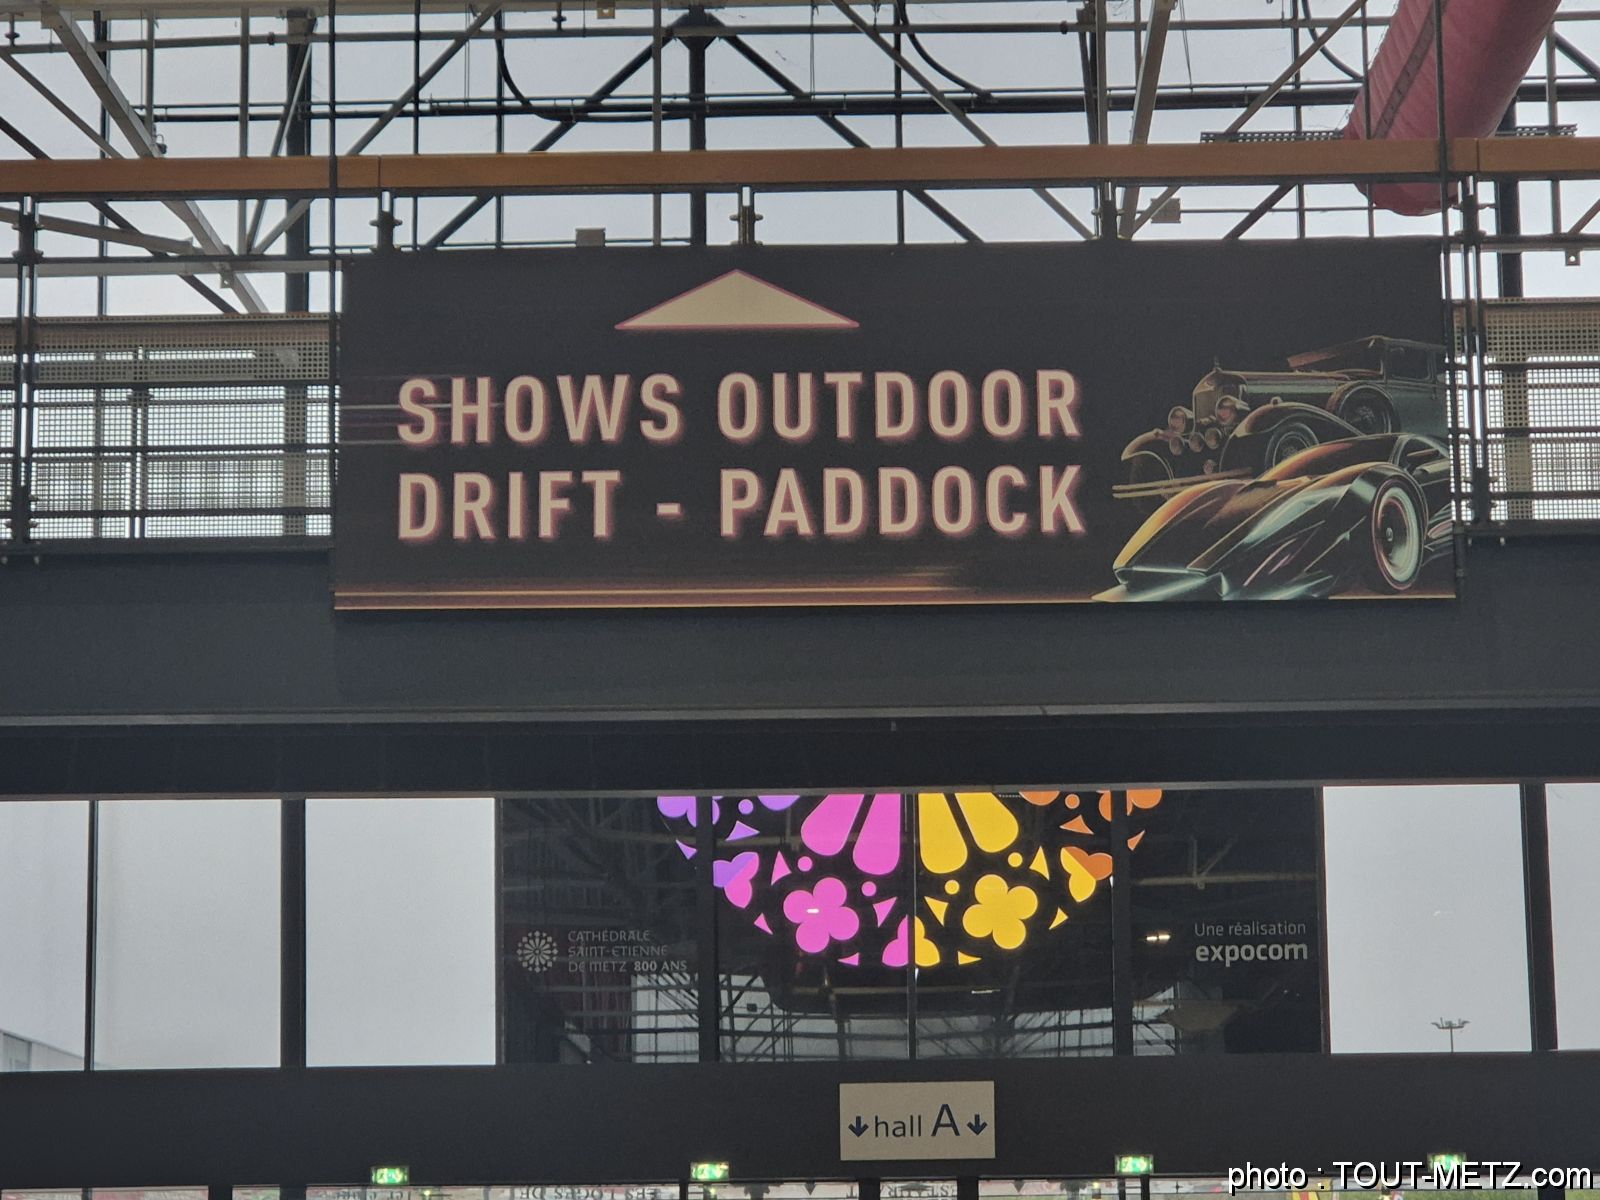 SHOWS OUTDOOR
DRIFT - PADDOCK
CATHÉDRALE
SAINT-ETIENNE
DE METZ 800 ANS
Une réalisation
expocom
hall A
photo : TOUT-METZ.com